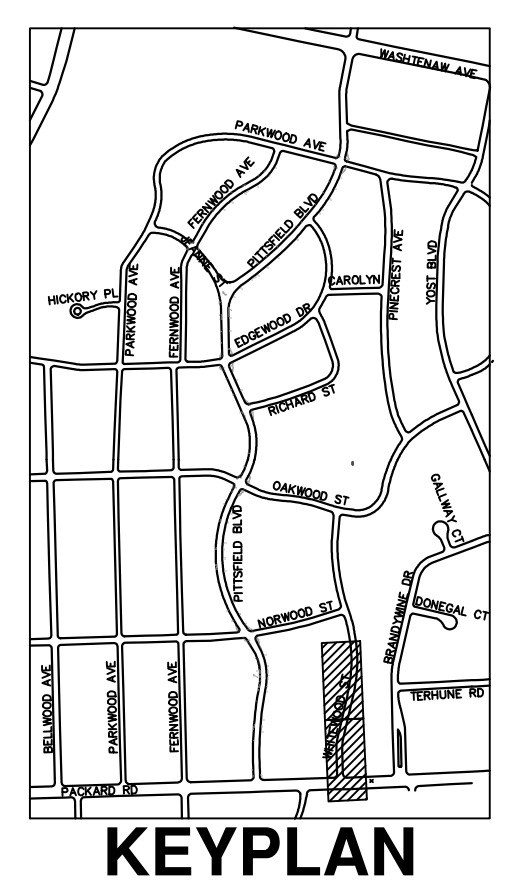 WASHTENAW AVE
PARKWOOD AVE
FERNWOOD AVE
PITTSFIELD BLVD
PINECREST AVE
YOST BLVD
CAROLYN
HICKORY PL
PARKWOOD AVE
FERNWOOD AVE
EDGEWOOD DR
RICHARD ST
OAKWOOD ST
GALLWAY CT
PITTSFIELD BLVD
BRANDYWINE DR
DONEGAL CT
NORWOOD ST
BELLWOOD AVE
PARKWOOD AVE
FERNWOOD AVE
TERHUNE RD
PACKARD RD
KEYPLAN